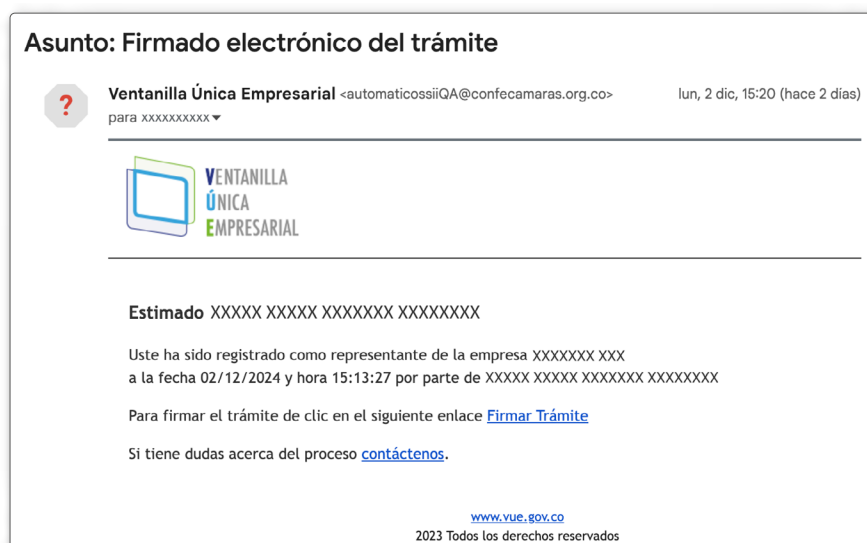 Asunto: Firmado electrónico del trámite
?
Ventanilla Única Empresarial <automaticossiiQA@confecamaras.org.co> lun, 2 dic, 15:20 (hace 2 días)
para xxxxxxxxxx
VENTANILLA
ÚNICA
EMPRESARIAL
Estimado XXXXX XXXXX XXXXXXX XXXXXXXX
Uste ha sido registrado como representante de la empresa XXXXXXX XXX
a la fecha 02/12/2024 y hora 15:13:27 por parte de XXXXX XXXXX XXXXXXX XXXXXXXX
Para firmar el trámite de clic en el siguiente enlace Firmar Trámite
Si tiene dudas acerca del proceso contáctenos.
www.vue.gov.co
2023 Todos los derechos reservados